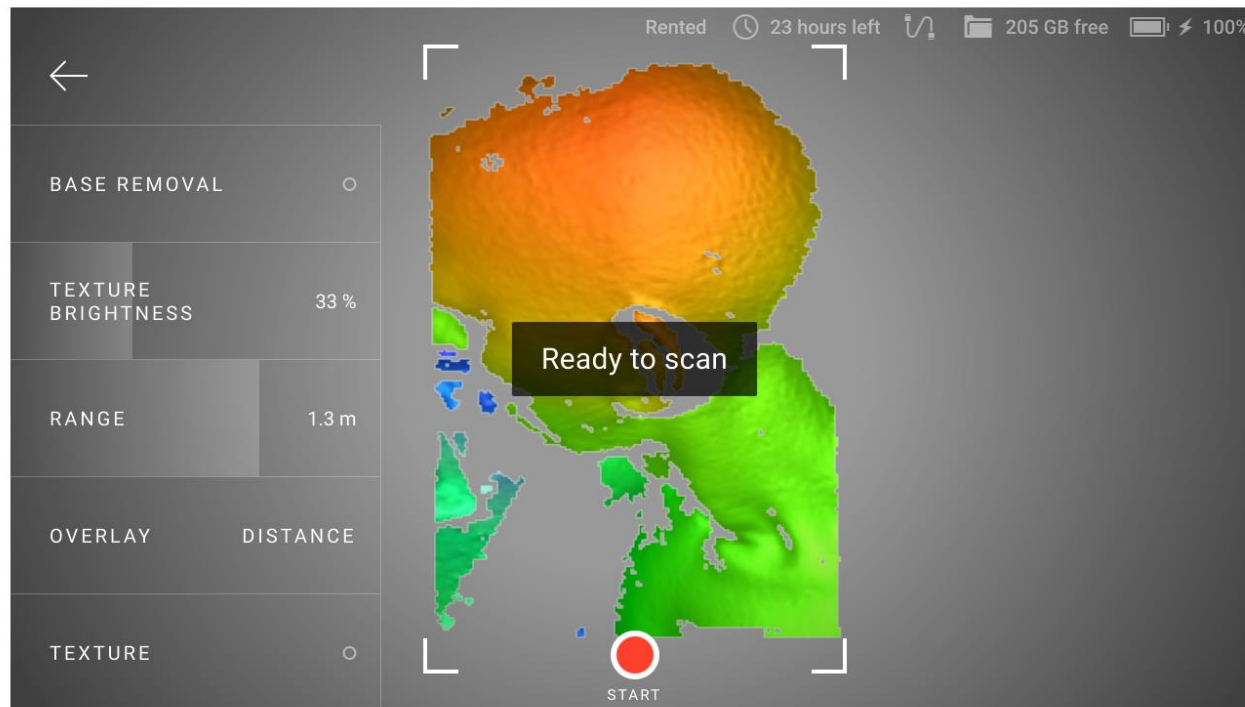 Rented 23 hours left 205 GB free 100%
BASE REMOVAL
TEXTURE
BRIGHTNESS 33 %
RANGE 1.3 m
OVERLAY DISTANCE
TEXTURE
Ready to scan
START